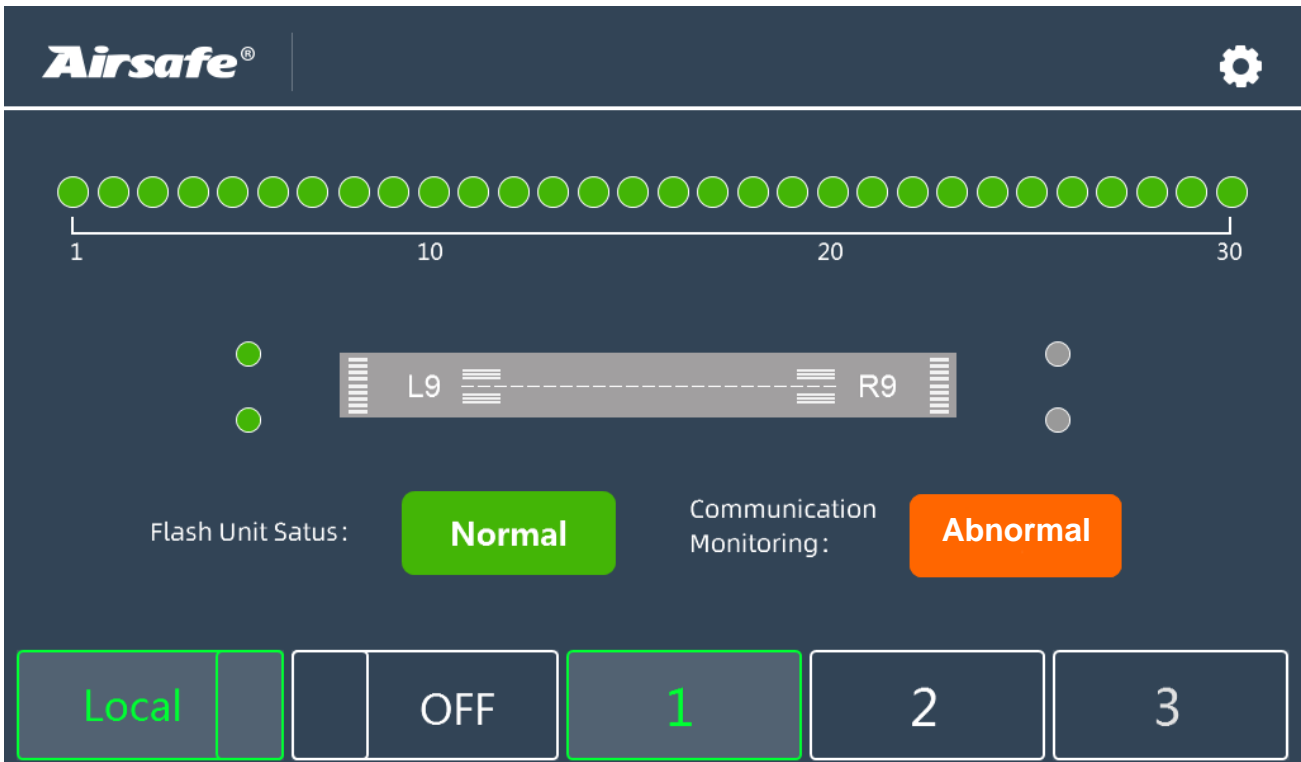 Airsafe®
1 10 20 30
L9 R9
Flash Unit Satus: Normal
Communication
Monitoring: Abnormal
Local OFF 1 2 3